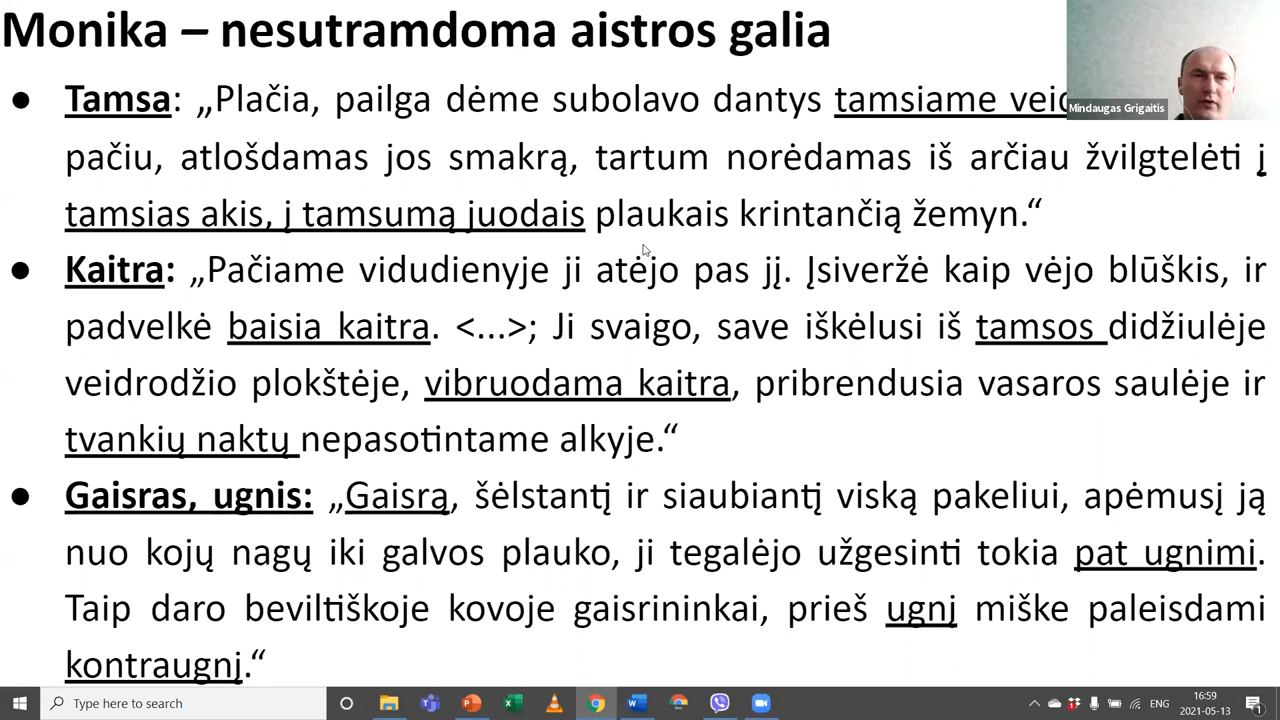 Monika – nesutramdoma aistros galia
● Tamsa: „Plačia, pailga dėme subolavo dantys tamsiame
Mindaugas Grigaitis
pačiu, atlošdamas jos smakrą, tartum norėdamas iš arčiau žvilgtelėti į
tamsias akis, į tamsumą juodais plaukais krintančią žemyn.“
● Kaitra: „Pačiame vidudienyje ji atėjo pas jį. Įsiveržė kaip vėjo blūškis, ir
padvelkė baisia kaitra. <...>; Ji svaigo, save iškėlusi iš tamsos didžiulėje
veidrodžio plokštėje, vibruodama kaitra, pribrendusia vasaros saulėje ir
tvankių naktų nepasotintame alkyje.“
● Gaisras, ugnis: „Gaisrą, šėlstantį ir siaubiantį viską pakeliui, apėmusį ją
nuo kojų nagų iki galvos plauko, ji tegalėjo užgesinti tokia pat ugnimi.
Taip daro beviltiškoje kovoje gaisrininkai, prieš ugnį miške paleisdami
kontraugnį.“
Type here to search
ENG
16:59
2021-05-13